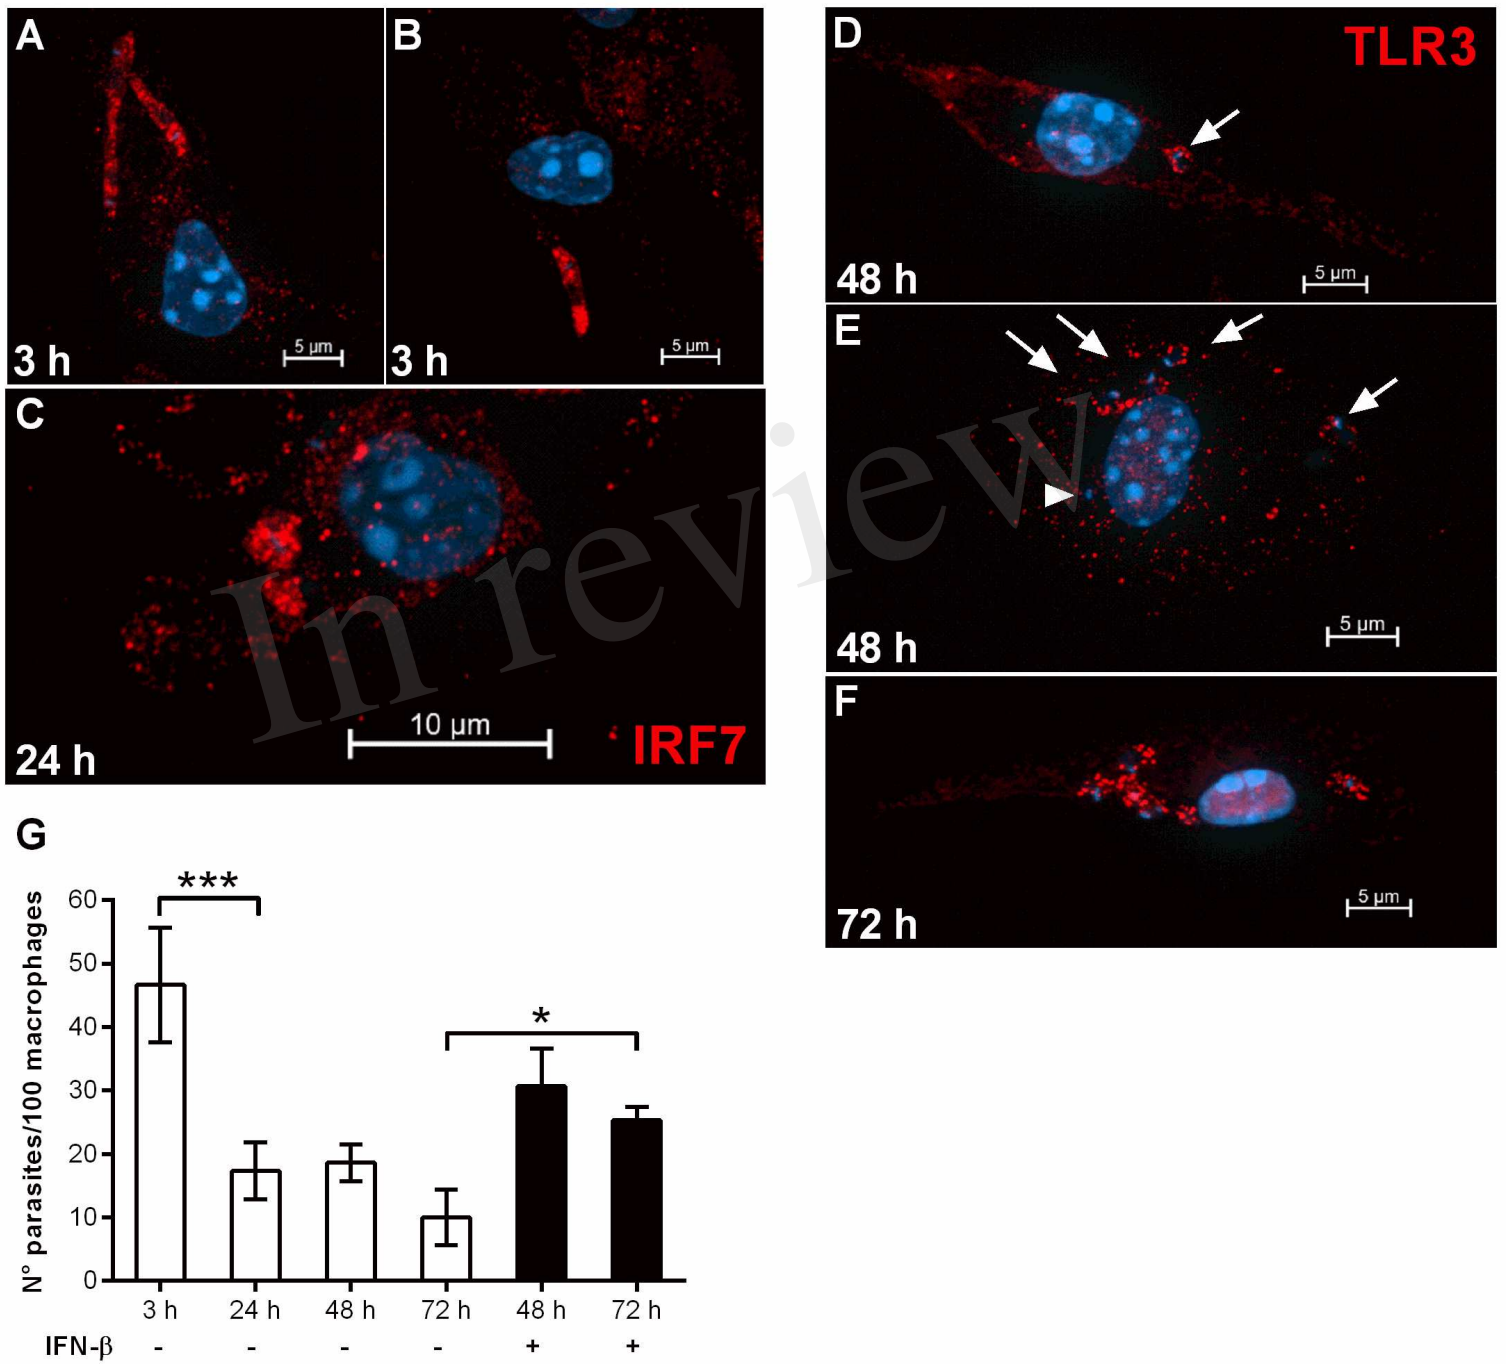 A
3 h
5 µm
B
3 h
5 µm
C
24 h
10 µm
IRF7
D
TLR3
48 h
5 µm
E
48 h
5 µm
F
72 h
5 µm
In review
G
N° parasites/100 macrophages
60
50
40
30
20
10
0
***
*
3 h 24 h 48 h 72 h 48 h 72 h
IFN-β - - - - + +